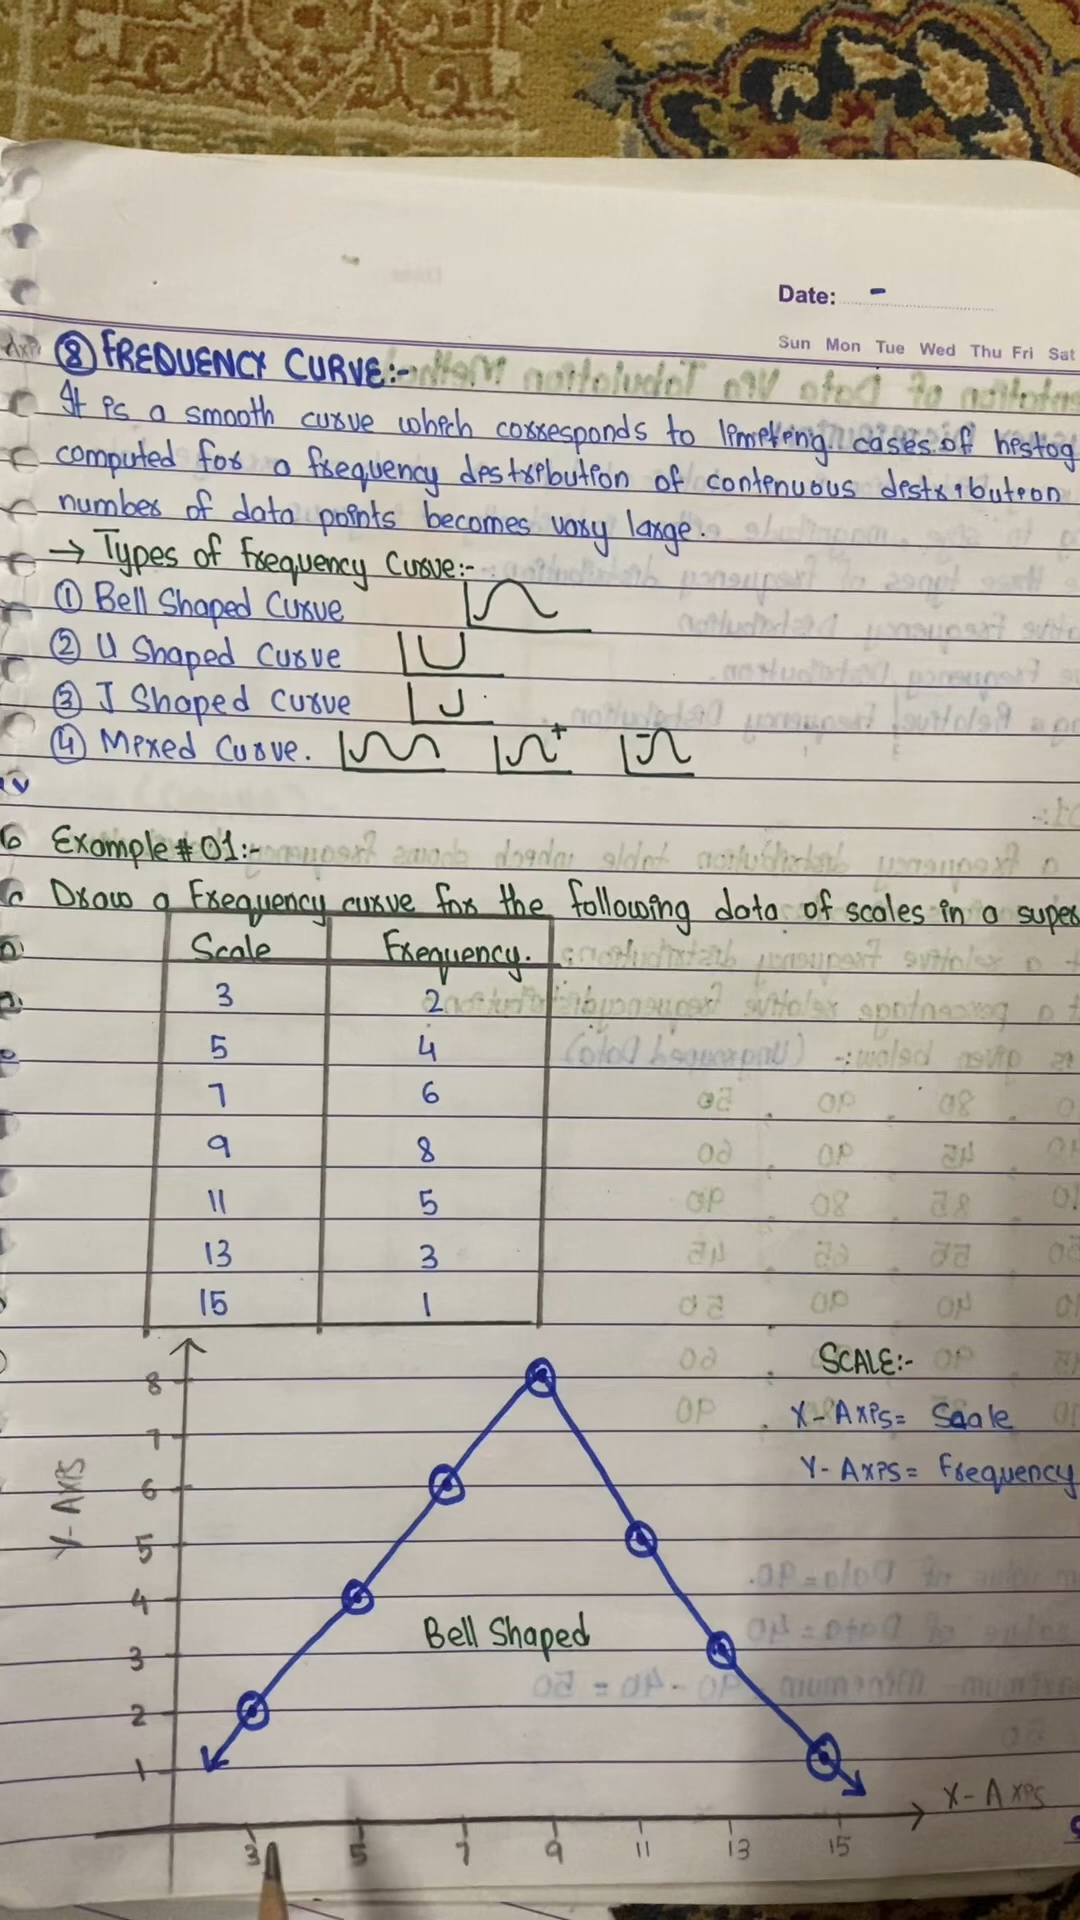 Date: -
Sun Mon Tue Wed Thu Fri Sat
⑧ FREQUENCY CURVE:-
It is a smooth curve which corresponds to limiting cases of histog
computed for a frequency distribution of continuous distribution
number of data points becomes vary large.
→ Types of Frequency Curve:-
① Bell Shaped Curve
② U Shaped Curve
③ J Shaped Curve
④ Mixed Curve.
+
-
Example # 01:-
Draw a Frequency curve for the following data of scales in a super
Scale Frequency.
3 2
5 4
7 6
9 8
11 5
13 3
15 1
SCALE:-
X-Axis= Scale
Y-Axis= Frequency
Y-Axis
8
7
6
5
4
3
2
1
Bell Shaped
X-Axis
3 5 7 9 11 13 15